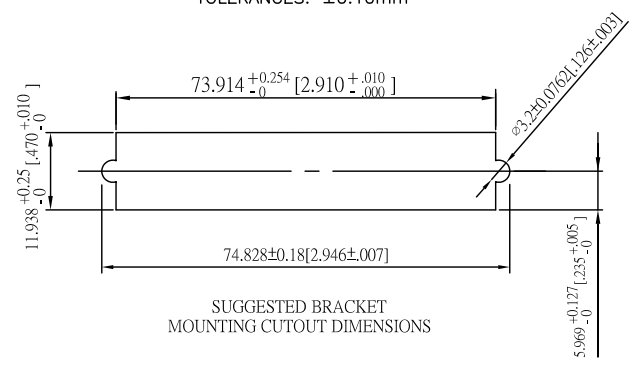 TOLERANCES: ±0.10mm
73.914 +0.254 -0 [2.910 +.010 -.000 ]
ø3.2±0.0762[.126±.003]
11.938 +0.25 -0 [.470 +.010 -0 ]
74.828±0.18[2.946±.007]
5.969 +0.127 -0 [.235 +.005 -0 ]
SUGGESTED BRACKET
MOUNTING CUTOUT DIMENSIONS